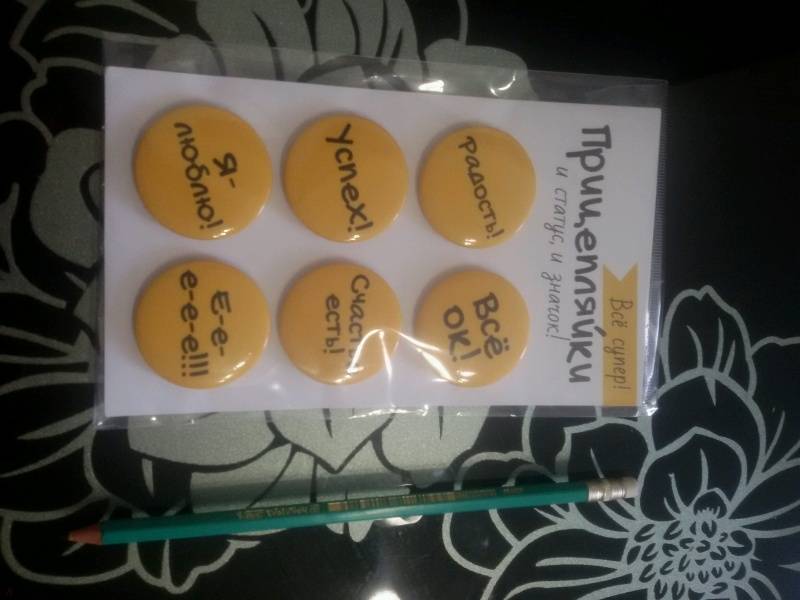 Всё супер!
Прицепляйки
и статус, и значок!
радость!
Всё
ок!
Успех!
есть!
Я-
люблю!
Е-е-
е-е-е!!!